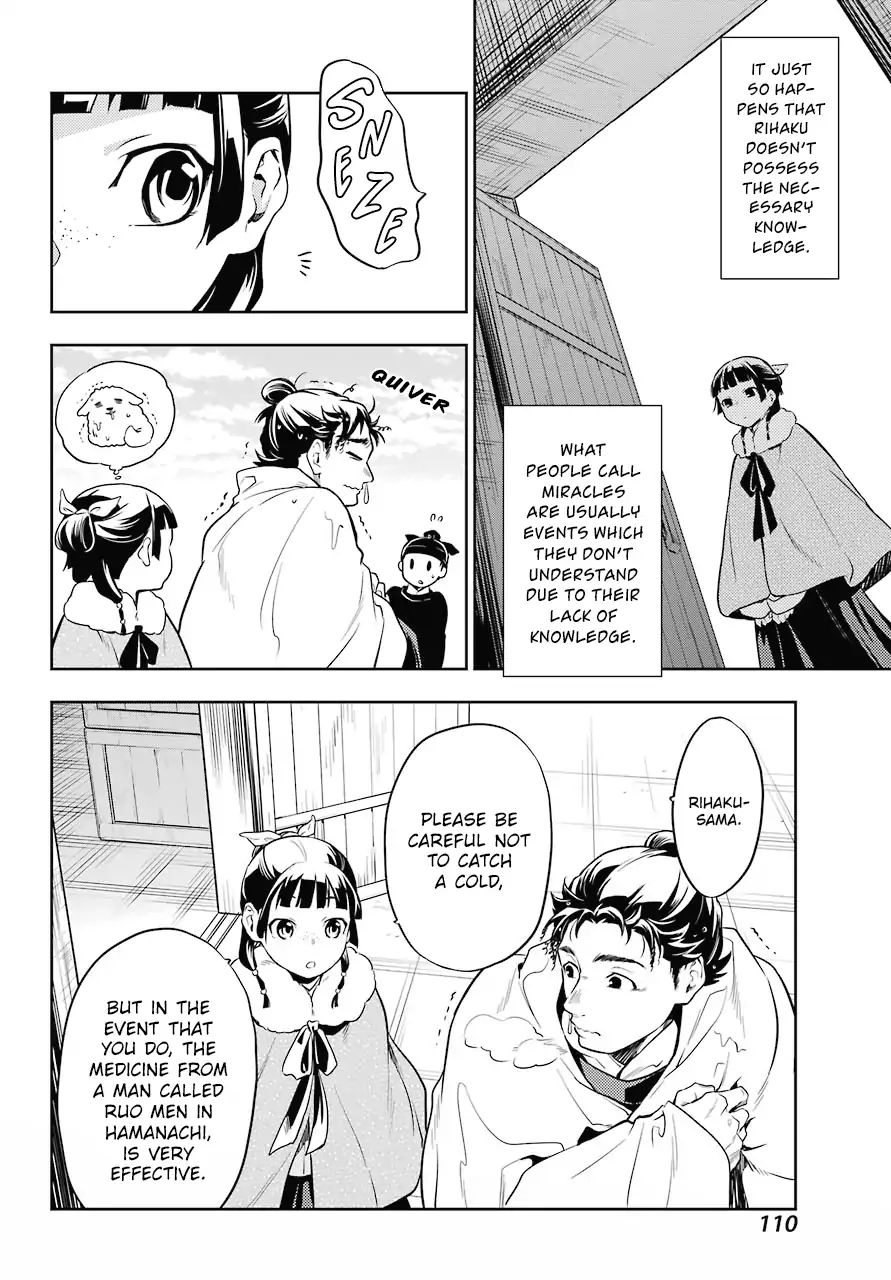 IT JUST
SO HAP-
PENS THAT
RIHAKU
DOESN'T
POSSESS
THE NEC-
ESSARY
KNOW-
LEDGE.
WHAT
PEOPLE CALL
MIRACLES
ARE USUALLY
EVENTS WHICH
THEY DON'T
UNDERSTAND
DUE TO THEIR
LACK OF
KNOWLEDGE.
SNEZE
QUIVER
RIHAKU-
SAMA.
PLEASE BE
CAREFUL NOT
TO CATCH
A COLD,
BUT IN THE
EVENT THAT
YOU DO, THE
MEDICINE FROM
A MAN CALLED
RUO MEN IN
HAMANACHI,
IS VERY
EFFECTIVE.
110